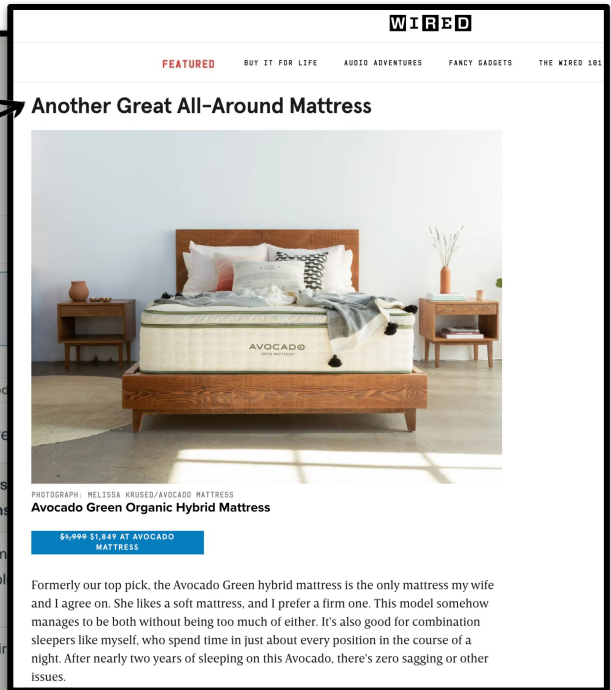 WIRED
FEATURED BUY IT FOR LIFE AUDIO ADVENTURES FANCY GADGETS THE WIRED 101
Another Great All-Around Mattress
AVOCADO
GREEN MATTRESS
PHOTOGRAPH: MELISSA KRUSED/AVOCADO MATTRESS
Avocado Green Organic Hybrid Mattress
$1,999 $1,849 AT AVOCADO
MATTRESS
Formerly our top pick, the Avocado Green hybrid mattress is the only mattress my wife
and I agree on. She likes a soft mattress, and I prefer a firm one. This model somehow
manages to be both without being too much of either. It's also good for combination
sleepers like myself, who spend time in just about every position in the course of a
night. After nearly two years of sleeping on this Avocado, there's zero sagging or other
issues.